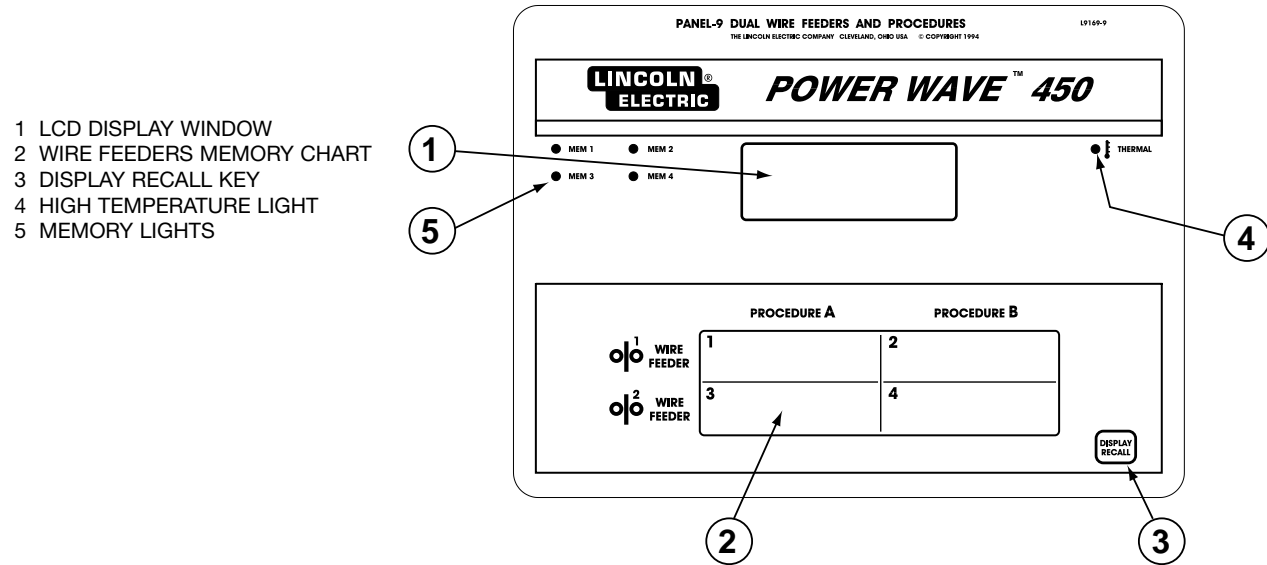 PANEL-9 DUAL WIRE FEEDERS AND PROCEDURES
L9169-9
THE LINCOLN ELECTRIC COMPANY CLEVELAND, OHIO USA © COPYRIGHT 1994
LINCOLN ®
ELECTRIC
POWER WAVE ™ 450
1 LCD DISPLAY WINDOW
2 WIRE FEEDERS MEMORY CHART
3 DISPLAY RECALL KEY
4 HIGH TEMPERATURE LIGHT
5 MEMORY LIGHTS
1
MEM 1
MEM 2
THERMAL
MEM 3
MEM 4
5
4
PROCEDURE A
PROCEDURE B
1
WIRE
FEEDER
1
2
2
WIRE
FEEDER
3
4
DISPLAY
RECALL
2
3